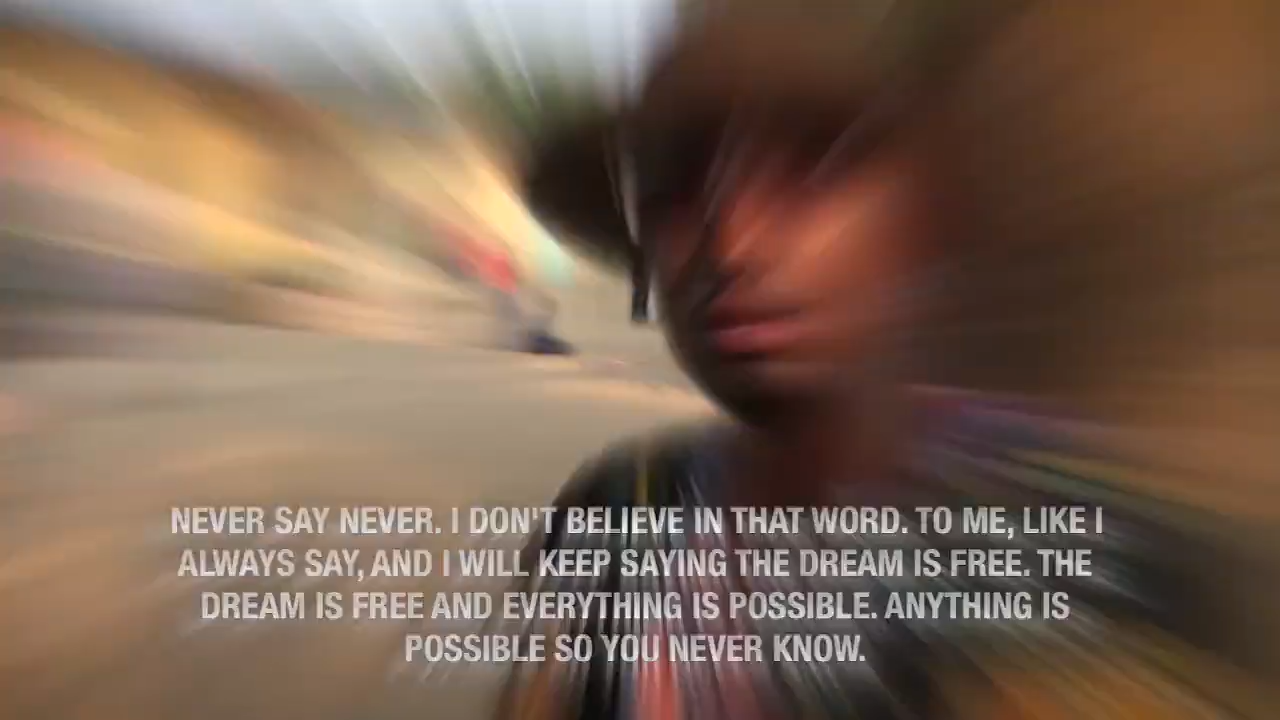 NEVER SAY NEVER. I DON'T BELIEVE IN THAT WORD. TO ME, LIKE I
ALWAYS SAY, AND I WILL KEEP SAYING THE DREAM IS FREE. THE
DREAM IS FREE AND EVERYTHING IS POSSIBLE. ANYTHING IS
POSSIBLE SO YOU NEVER KNOW.